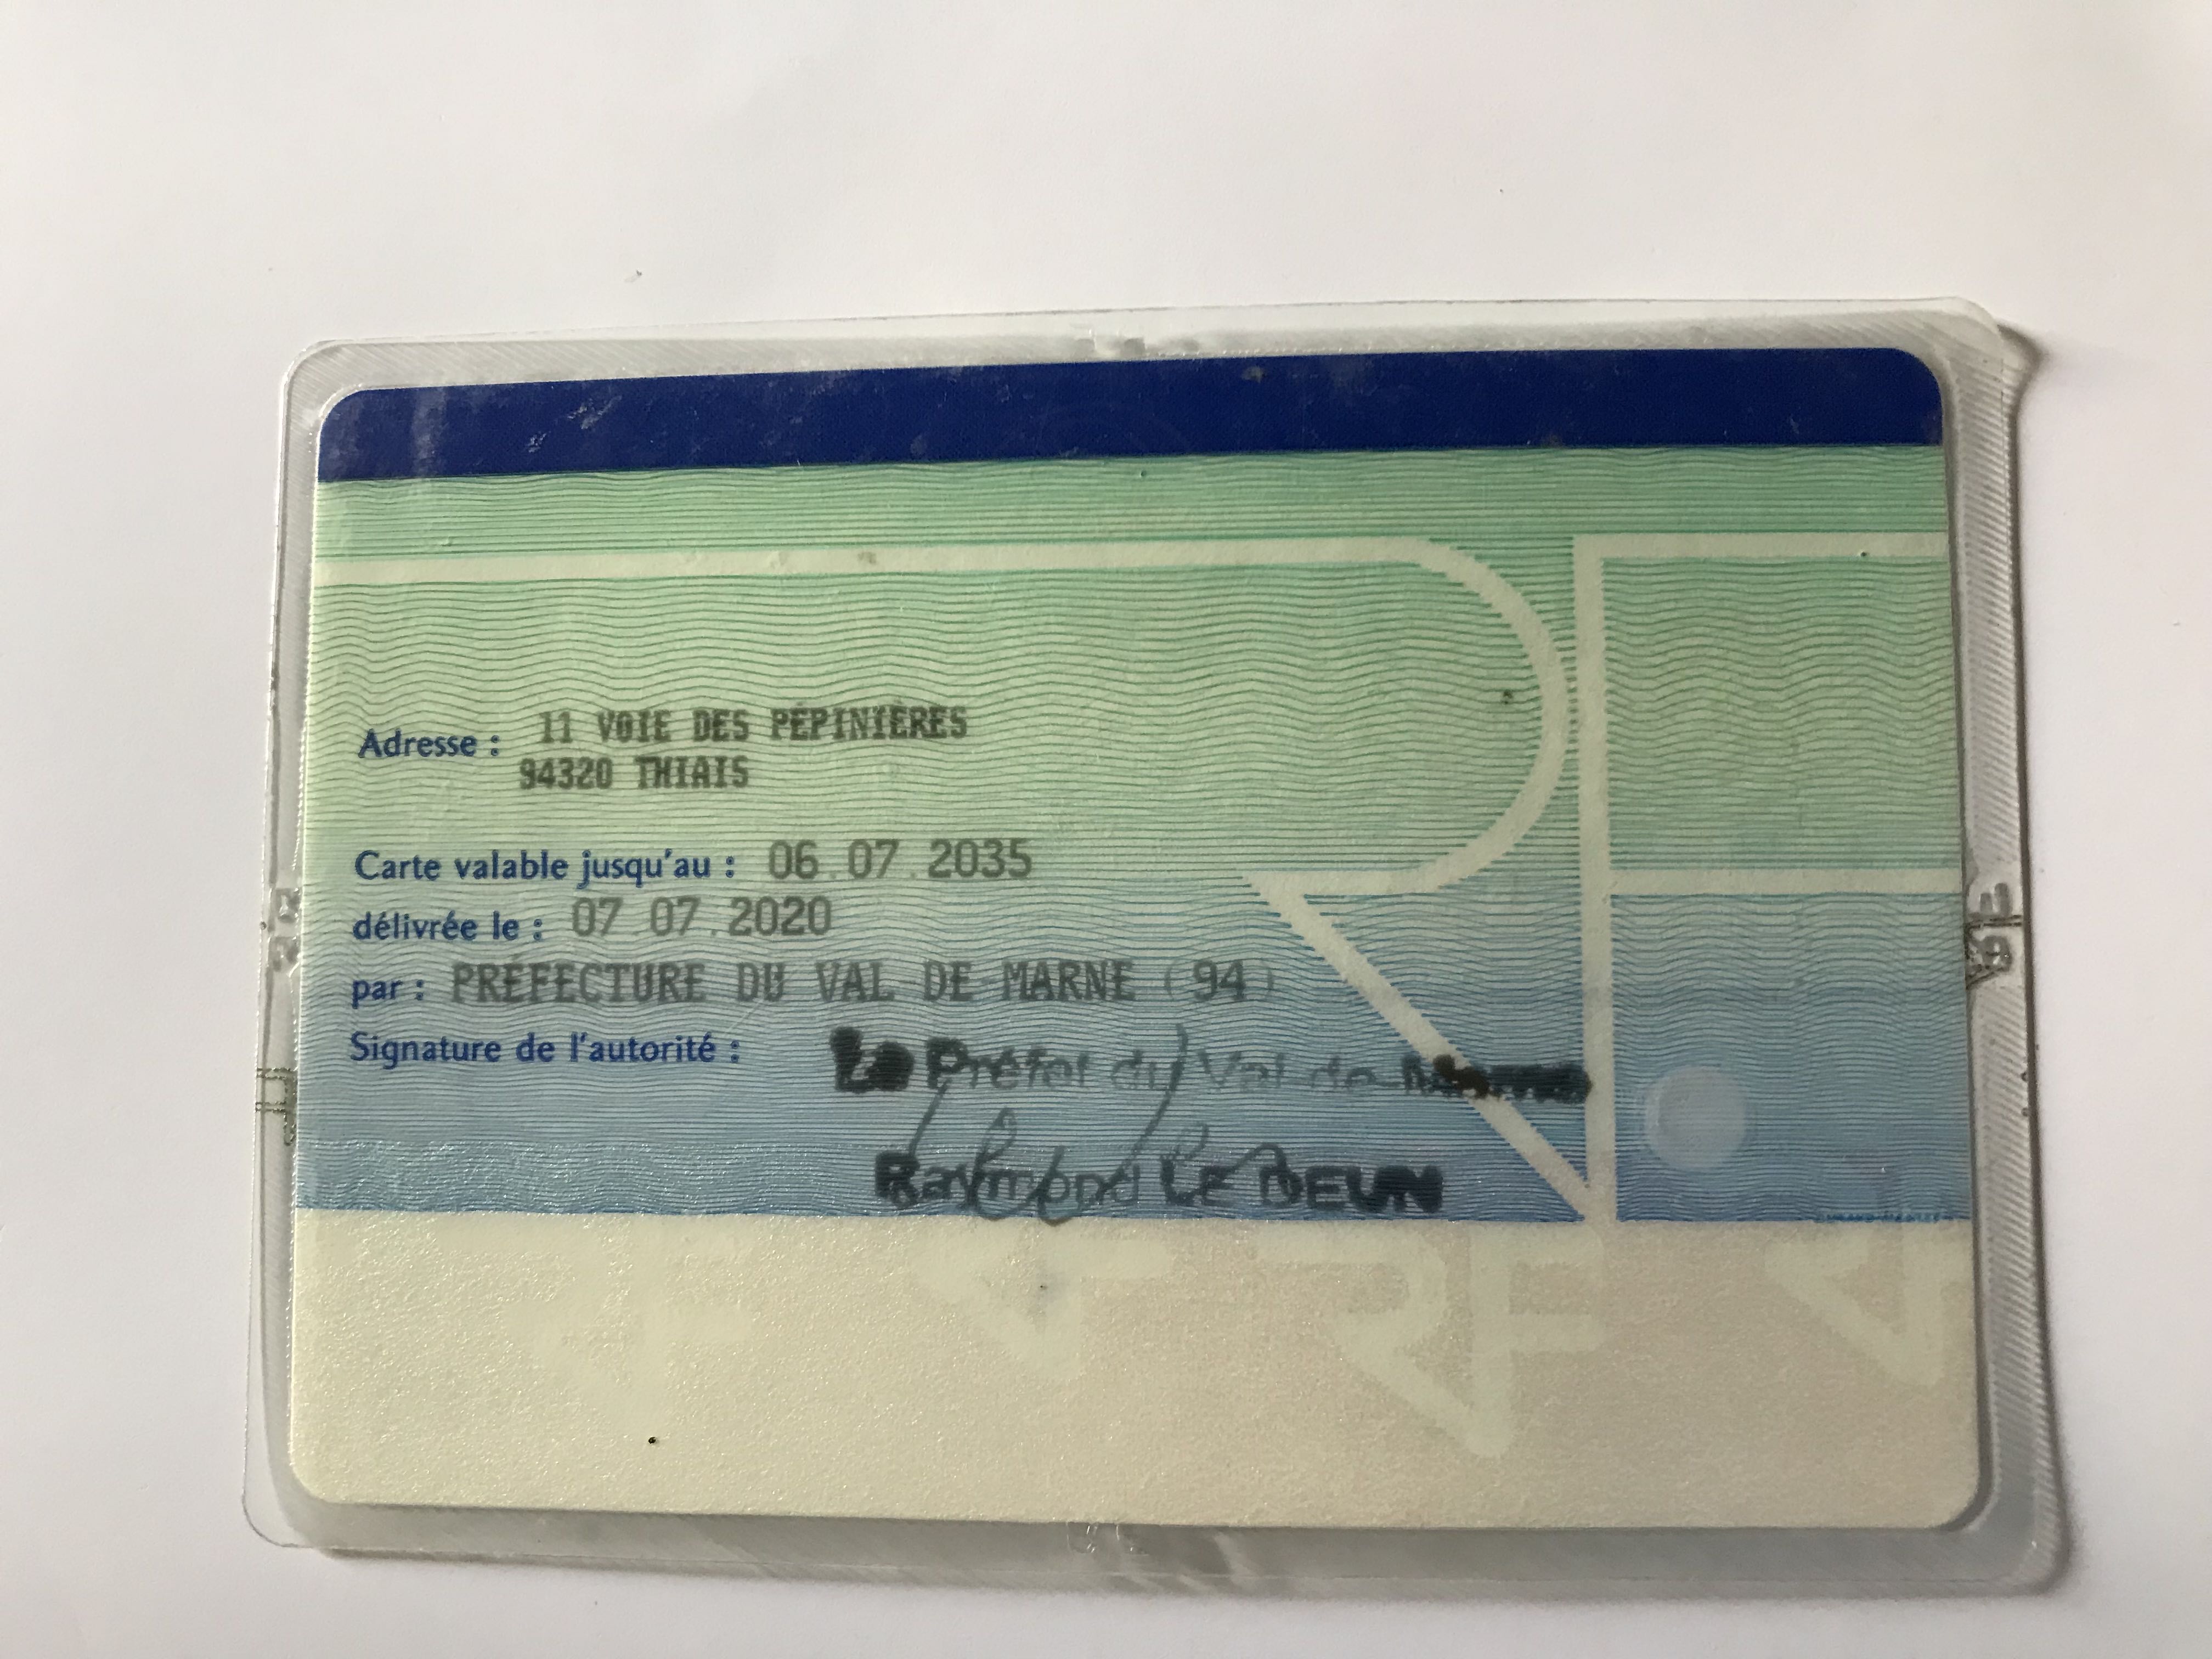 Adresse : 11 VOIE DES PÉPINIÈRES
94320 THIAIS
Carte valable jusqu'au : 06.07.2035
délivrée le : 07.07.2020
par : PRÉFECTURE DU VAL DE MARNE (94)
Signature de l'autorité :
Le Préfet du Val de Marne
Raymond LE DEUN
RF